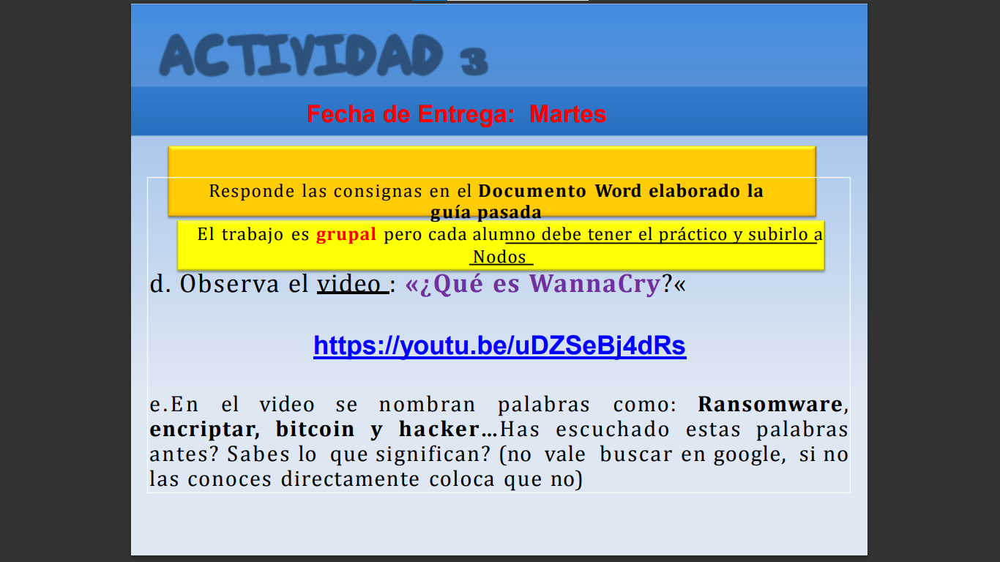 ACTIVIDAD 3
Fecha de Entrega: Martes
Responde las consignas en el Documento Word elaborado la
guía pasada
El trabajo es grupal pero cada alumno debe tener el práctico y subirlo a
Nodos
d. Observa el video : «¿Qué es WannaCry?«
https://youtu.be/uDZSeBj4dRs
e.En el video se nombran palabras como: Ransomware,
encriptar, bitcoin y hacker…Has escuchado estas palabras
antes? Sabes lo que significan? (no vale buscar en google, si no
las conoces directamente coloca que no)